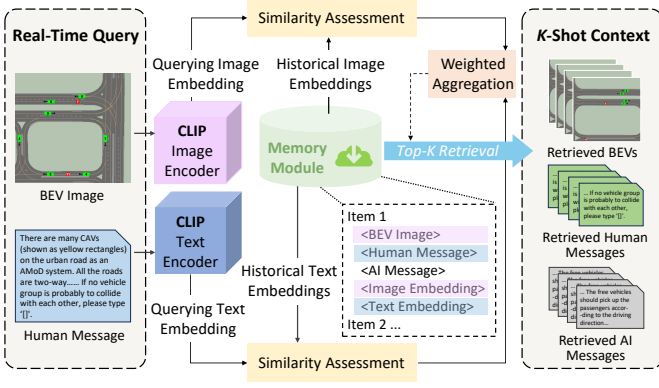 Real-Time Query
BEV Image
There are many CAVs
(shown as yellow rectangles)
on the urban road as an
AMoD system. All the roads
are two-way...... If no vehicle
group is probably to collide
with each other, please type
'[]'.
Human Message
Similarity Assessment
Querying Image
Embedding
Historical Image
Embeddings
CLIP
Image
Encoder
CLIP
Text
Encoder
Memory
Module
Weighted
Aggregation
Top-K Retrieval
Item 1
<BEV Image>
<Human Message>
<AI Message>
<Image Embedding>
<Text Embedding>
Item 2 ...
Historical Text
Embeddings
Querying Text
Embedding
Similarity Assessment
K-Shot Context
Retrieved BEVs
... If no vehicle group
is probably to collide
with each other,
please type '[]'.
Retrieved Human
Messages
... The free vehicles
should pick up the
passengers accor-
-ding to the driving
direction...
Retrieved AI
Messages